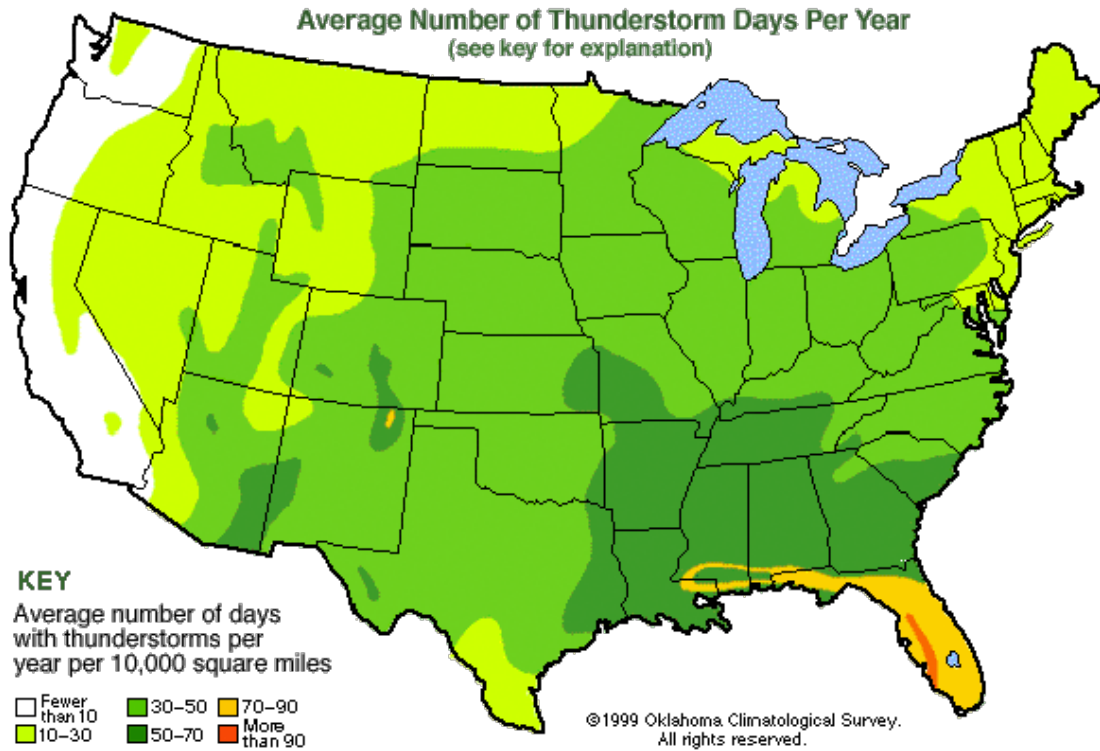 Average Number of Thunderstorm Days Per Year
(see key for explanation)
KEY
Average number of days
with thunderstorms per
year per 10,000 square miles
Fewer
than 10
10–30
30–50
50–70
70–90
More
than 90
©1999 Oklahoma Climatological Survey.
All rights reserved.